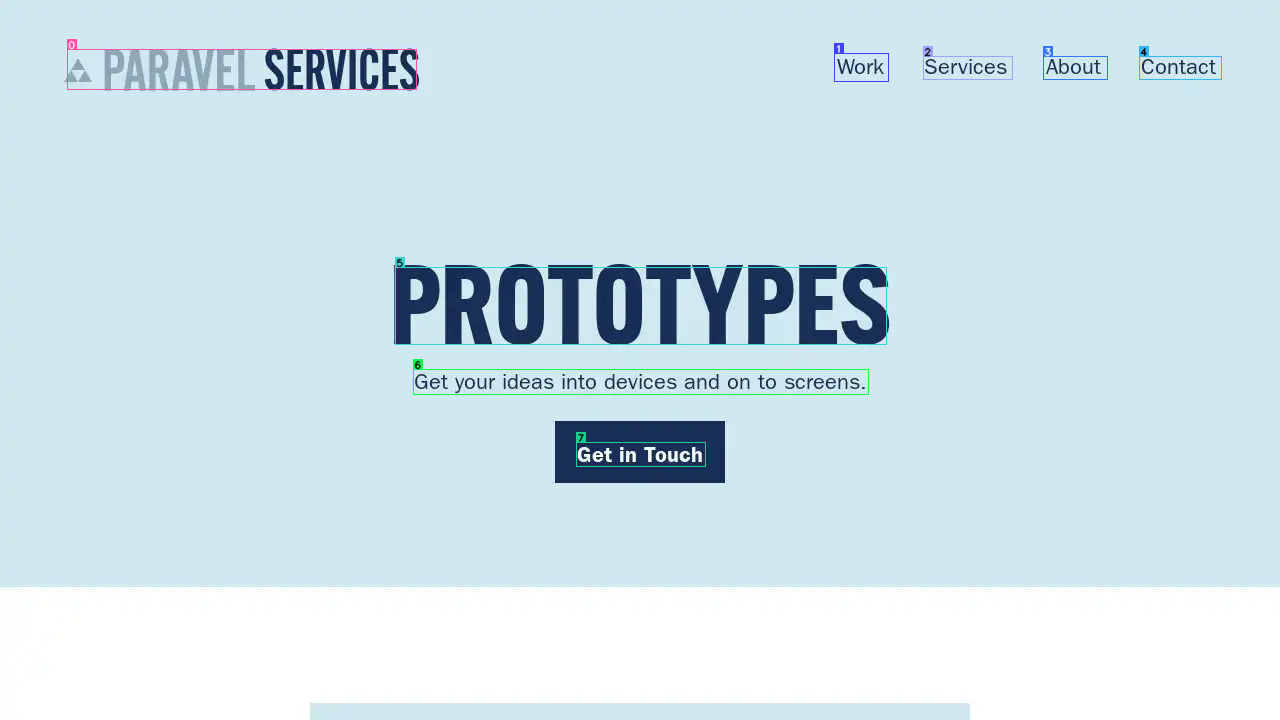 PARAVEL SERVICES
Work
Services
About
Contact
PROTOTYPES
Get your ideas into devices and on to screens.
Get in Touch
0
1
2
3
4
5
6
7